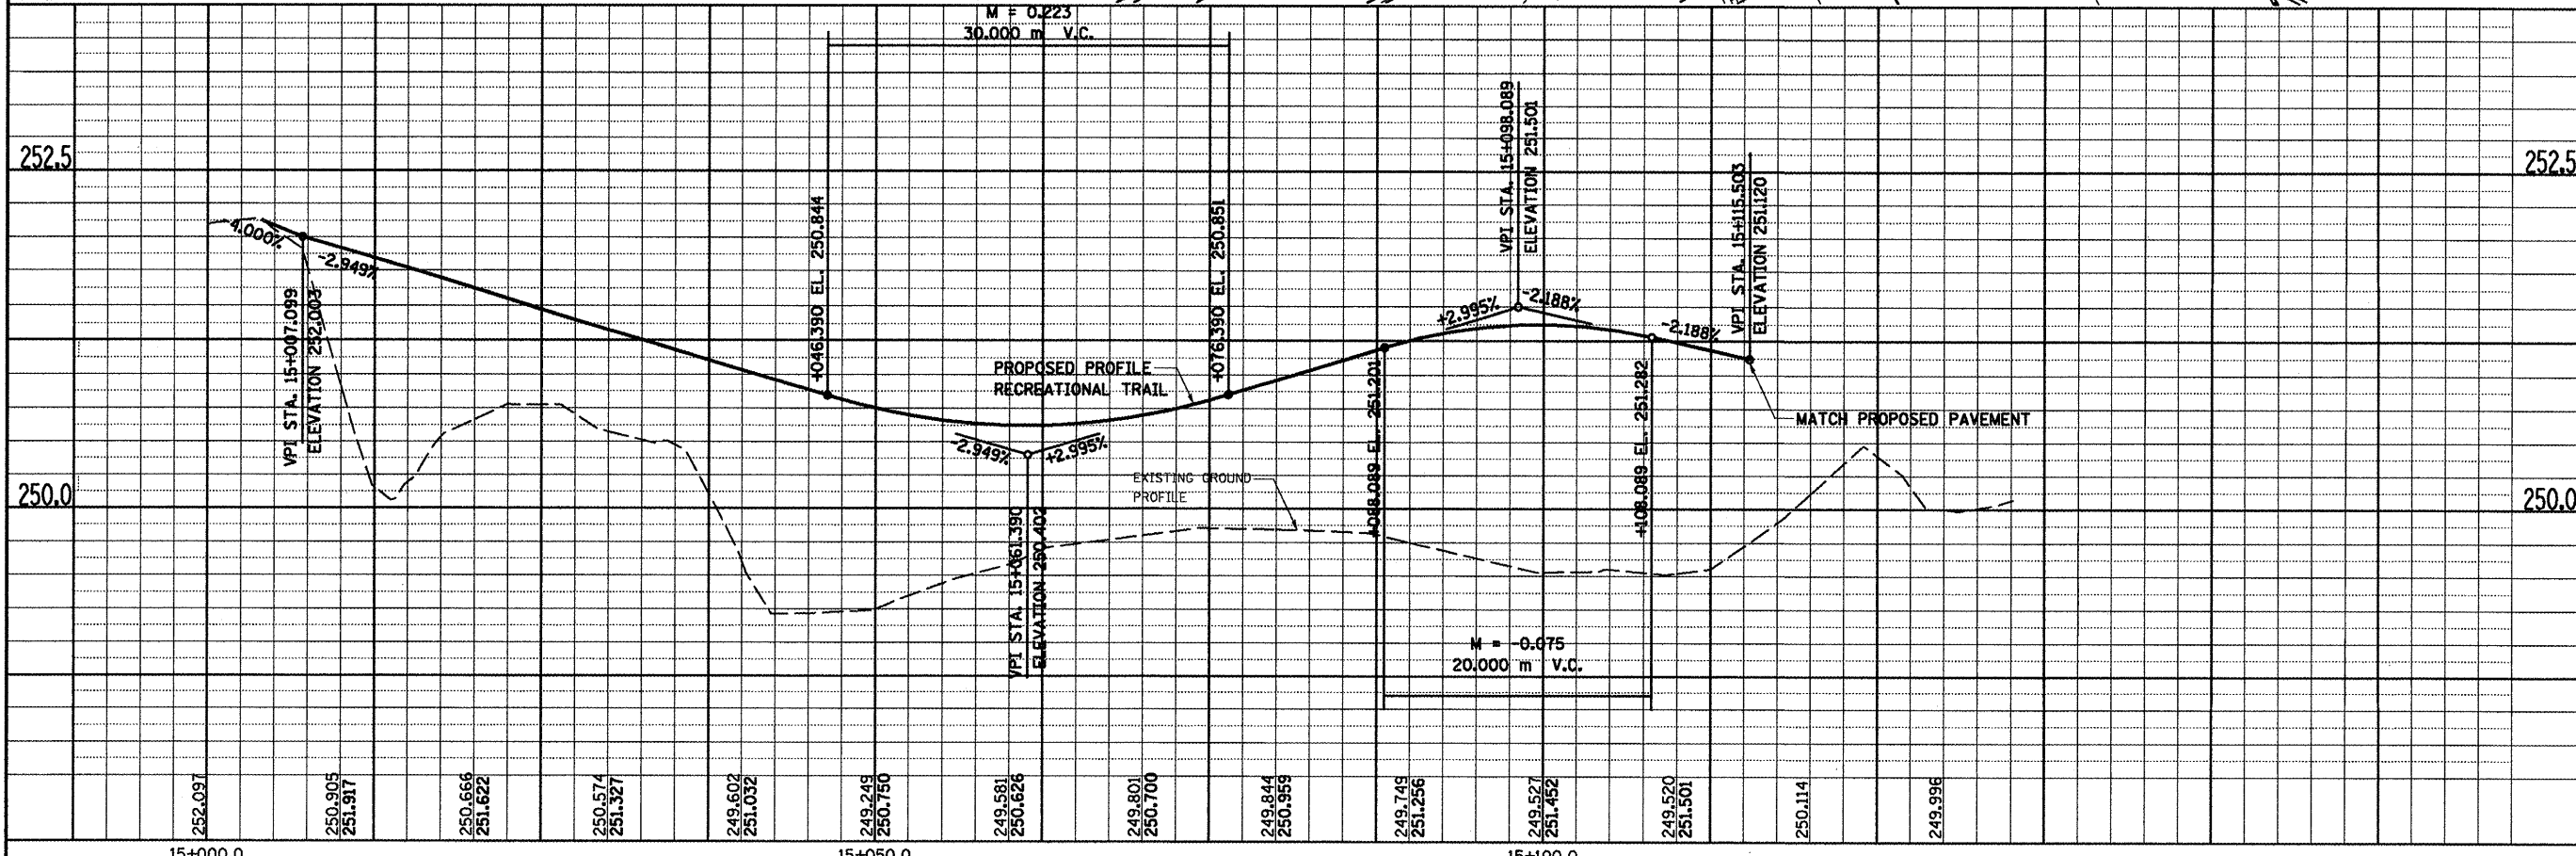 M = 0.223
30.000 m V.C.
VPI STA. 15+098.089
ELEVATION 251.501
252.5
252.5
+046.390 EL. 250.844
+076.390 EL. 250.851
VPI STA. 15+115.503
ELEVATION 251.120
-4.000%
-2.949%
VPI STA. 15+007.099
ELEVATION 252.003
+2.995%
-2.188%
-2.188%
PROPOSED PROFILE
RECREATIONAL TRAIL
+088.089 EL. 251.201
+108.089 EL. 251.282
MATCH PROPOSED PAVEMENT
-2.949%
+2.995%
EXISTING GROUND
PROFILE
250.0
250.0
VPI STA. 15+061.390
ELEVATION 250.402
M = -0.075
20.000 m V.C.
252.097
250.905
251.917
250.666
251.622
250.574
251.327
249.602
251.032
249.249
250.750
249.581
250.626
249.801
250.700
249.844
250.959
249.749
251.256
249.527
251.452
249.520
251.501
250.114
249.996
15+000.0
15+050.0
15+100.0